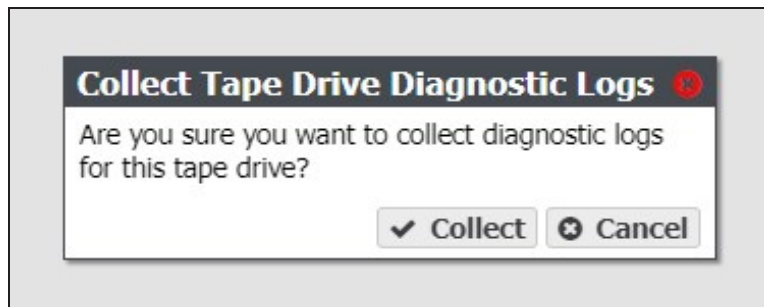 Collect Tape Drive Diagnostic Logs
Are you sure you want to collect diagnostic logs
for this tape drive?
Collect Cancel